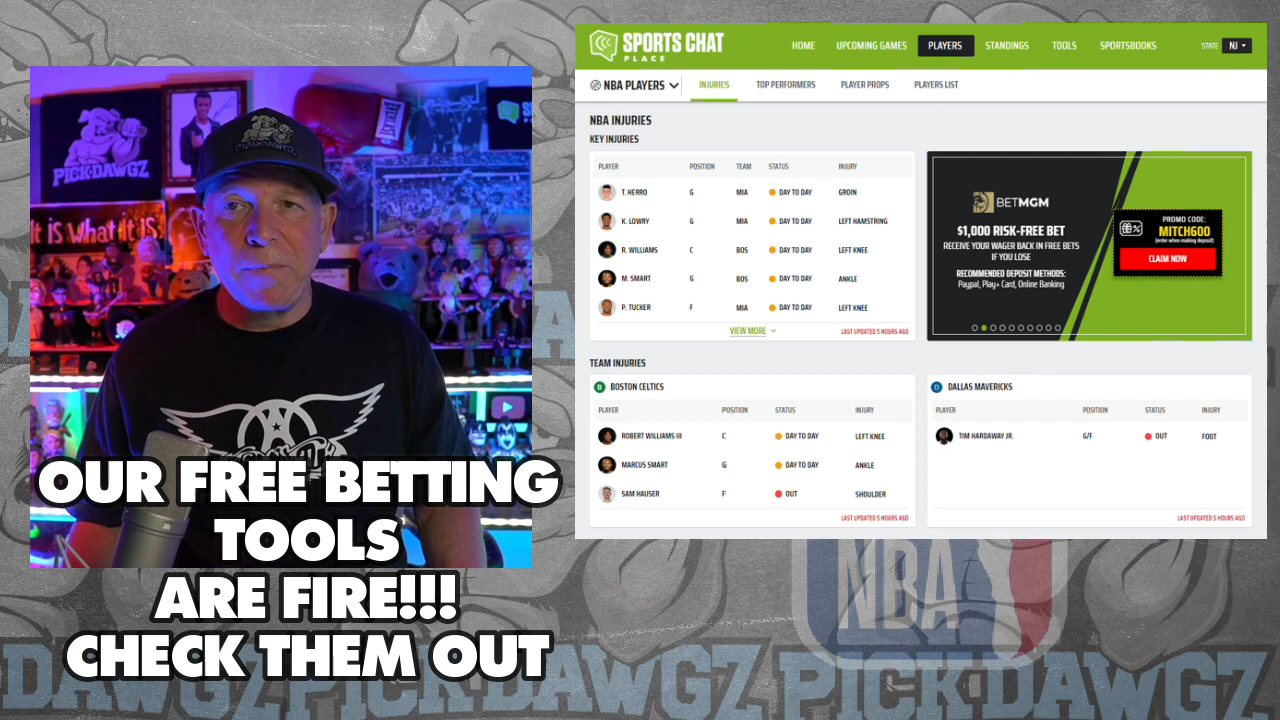 PICKDAWGZ
It is What it is
OUR FREE BETTING
TOOLS
ARE FIRE!!!
CHECK THEM OUT
SPORTS CHAT
PLACE
HOME UPCOMING GAMES PLAYERS STANDINGS TOOLS SPORTSBOOKS STATE NJ
NBA PLAYERS INJURIES TOP PERFORMERS PLAYER PROPS PLAYERS LIST
NBA INJURIES
KEY INJURIES
PLAYER POSITION TEAM STATUS INJURY
T. HERRO G MIA DAY TO DAY GROIN
K. LOWRY G MIA DAY TO DAY LEFT HAMSTRING
R. WILLIAMS C BOS DAY TO DAY LEFT KNEE
M. SMART G BOS DAY TO DAY ANKLE
P. TUCKER F MIA DAY TO DAY LEFT KNEE
VIEW MORE LAST UPDATED 5 HOURS AGO
BETMGM
$1,000 RISK-FREE BET
RECEIVE YOUR WAGER BACK IN FREE BETS
IF YOU LOSE
RECOMMENDED DEPOSIT METHODS:
Paypal, Play+ Card, Online Banking
PROMO CODE:
MITCH600
(enter when making deposit)
CLAIM NOW
TEAM INJURIES
B BOSTON CELTICS
PLAYER POSITION STATUS INJURY
ROBERT WILLIAMS III C DAY TO DAY LEFT KNEE
MARCUS SMART G DAY TO DAY ANKLE
SAM HAUSER F OUT SHOULDER
LAST UPDATED 5 HOURS AGO
D DALLAS MAVERICKS
PLAYER POSITION STATUS INJURY
TIM HARDAWAY JR. G/F OUT FOOT
LAST UPDATED 5 HOURS AGO
NBA
DAWGZ PICKDAWGZ PICKDAWGZ